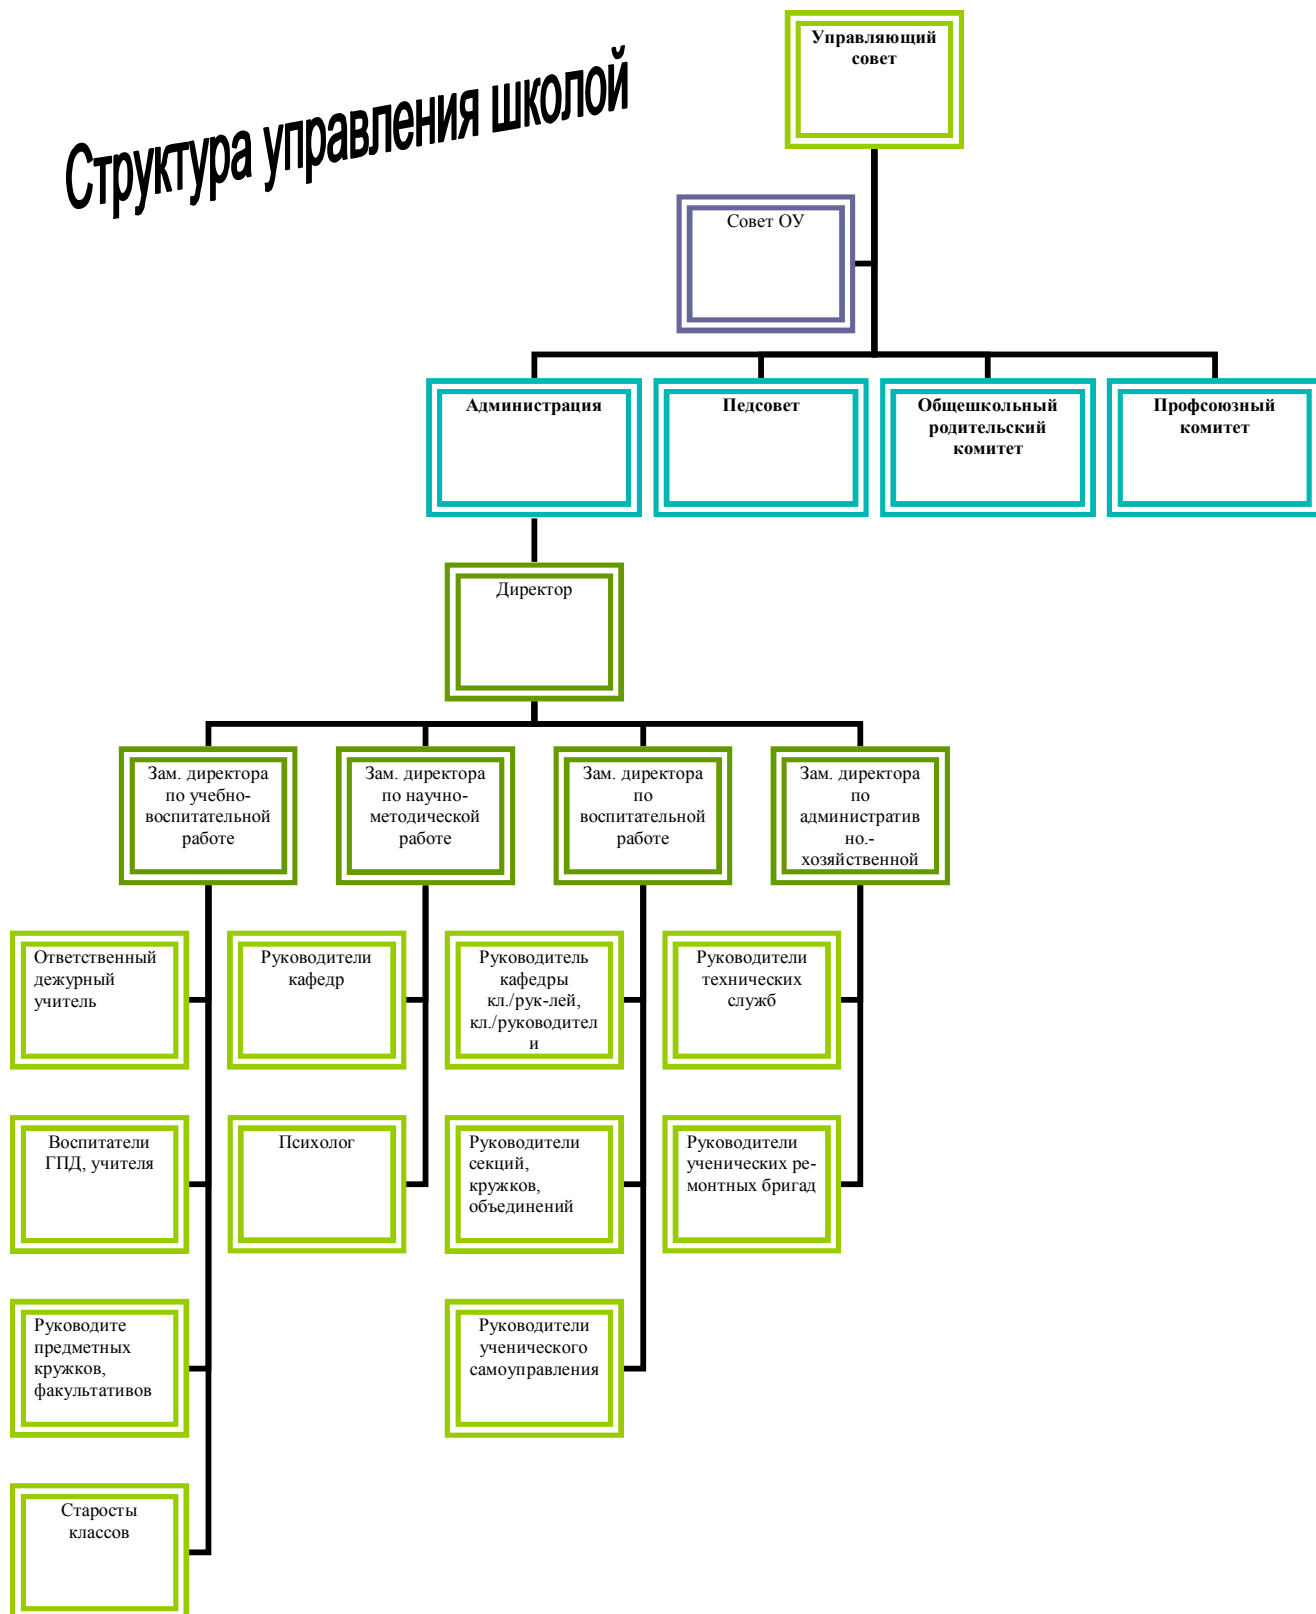 Структура управления школой
Управляющий
совет
Совет ОУ
Администрация
Педсовет
Общешкольный
родительский
комитет
Профсоюзный
комитет
Директор
Зам. директора
по учебно-
воспитательной
работе
Зам. директора
по научно-
методической
работе
Зам. директора
по
воспитательной
работе
Зам. директора
по
административ
но.-
хозяйственной
Ответственный
дежурный
учитель
Руководители
кафедр
Руководитель
кафедры
кл./рук-лей,
кл./руководител
и
Руководители
технических
служб
Воспитатели
ГПД, учителя
Психолог
Руководители
секций,
кружков,
объединений
Руководители
ученических ре-
монтных бригад
Руководите
предметных
кружков,
факультативов
Руководители
ученического
самоуправления
Старосты
классов